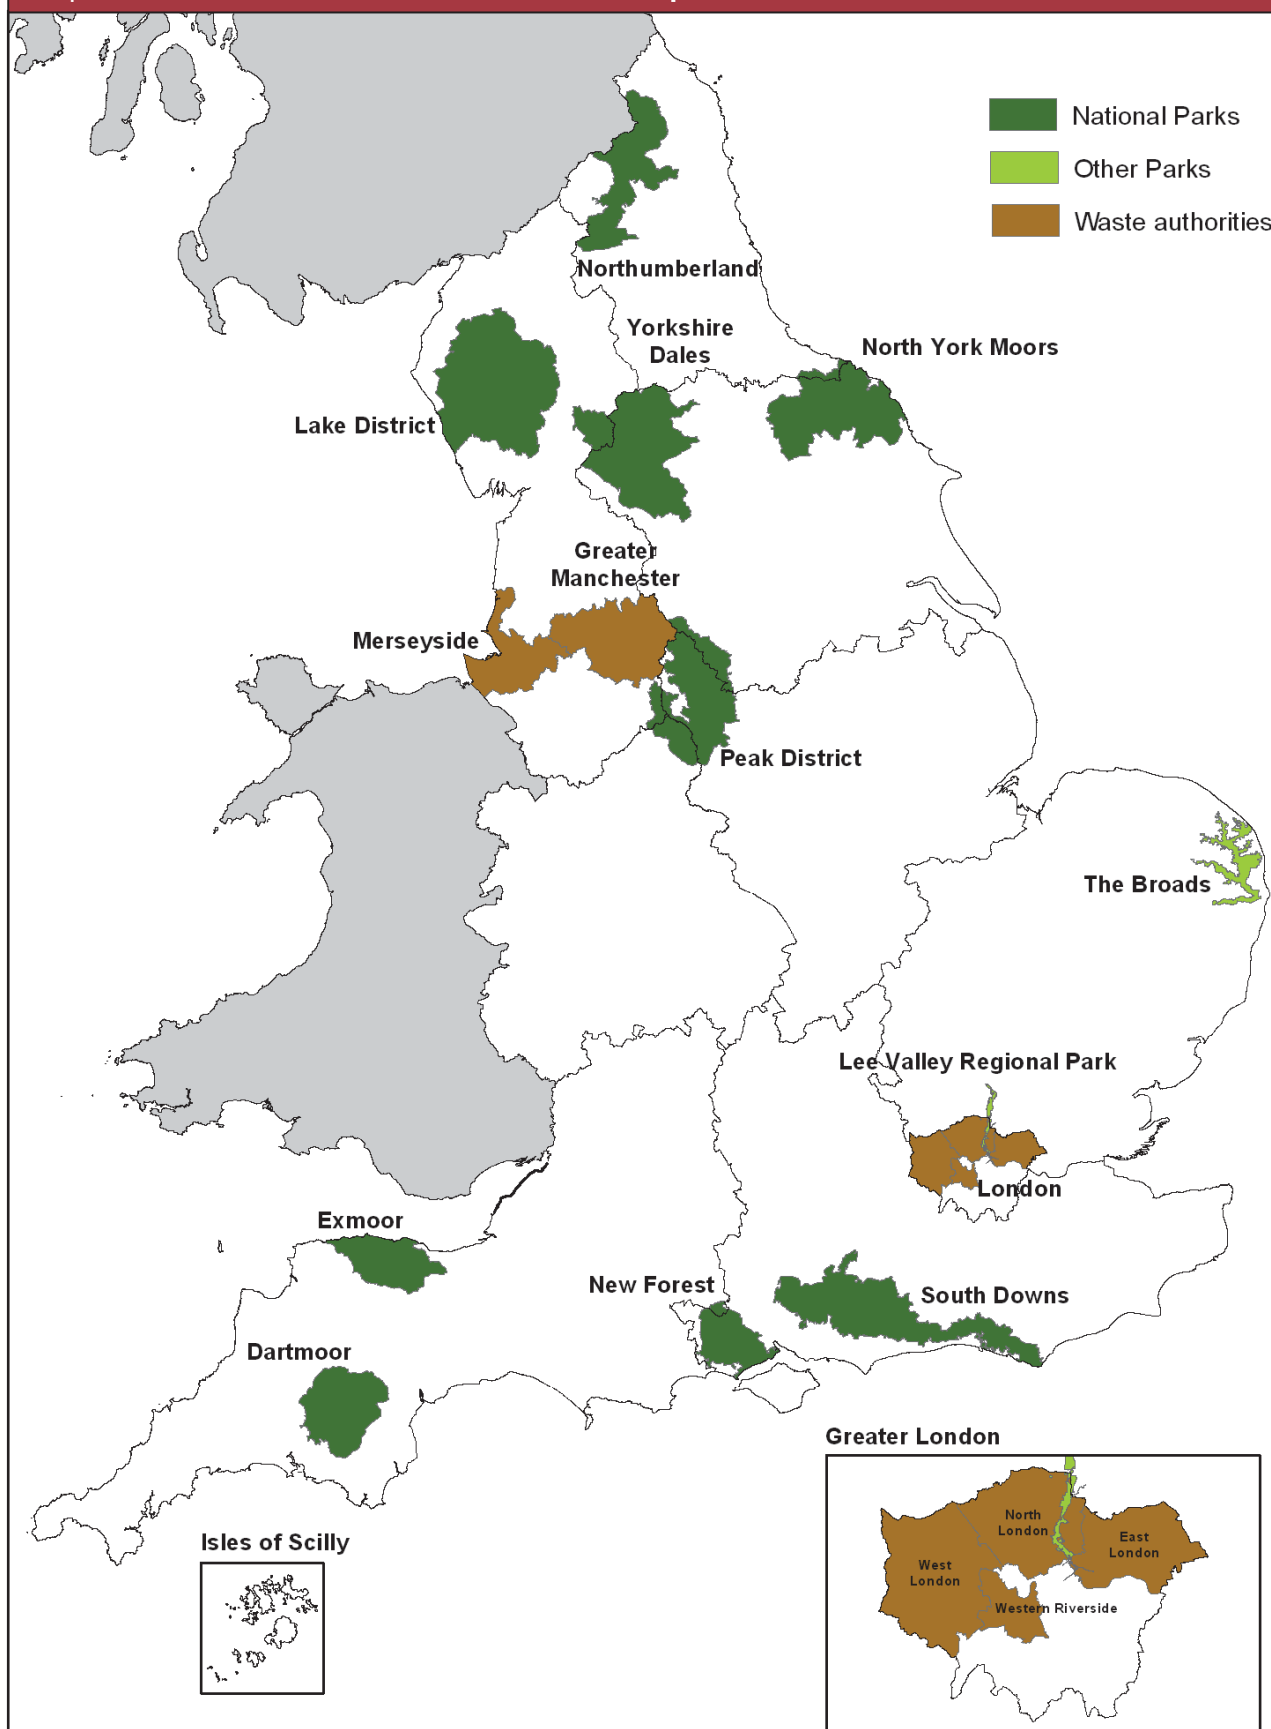 National Parks
Other Parks
Waste authorities
Northumberland
Yorkshire
Dales
North York Moors
Lake District
Greater
Manchester
Merseyside
Peak District
The Broads
Lee Valley Regional Park
London
Exmoor
New Forest
South Downs
Dartmoor
Greater London
North
London
East
London
West
London
Western Riverside
Isles of Scilly